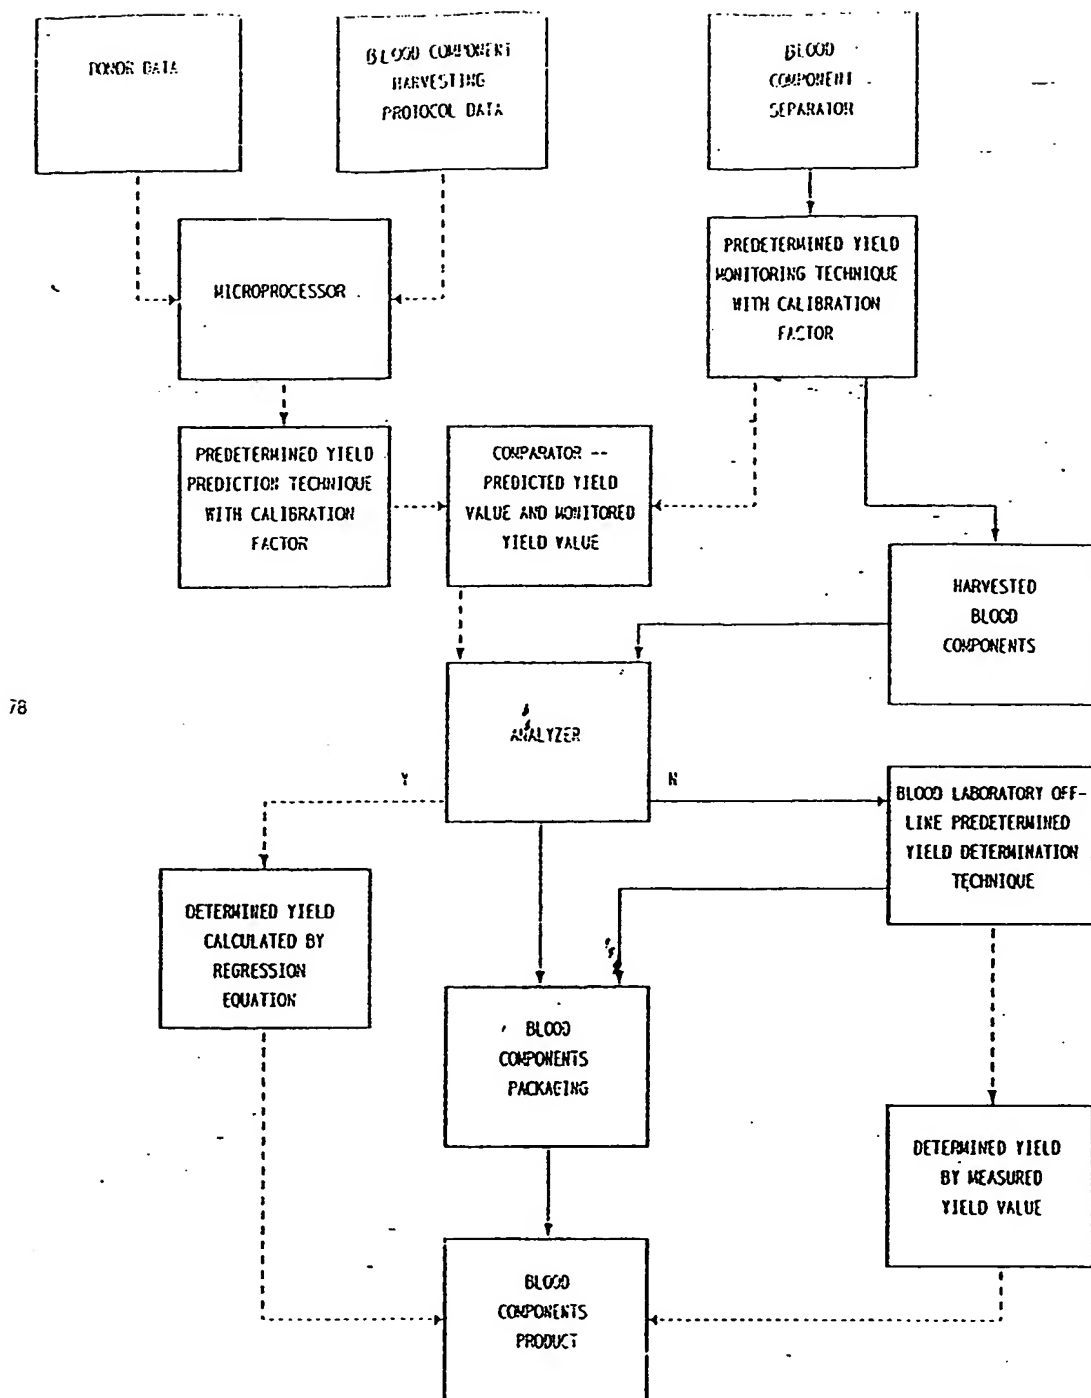 DONOR DATA
BLOOD COMPONENT
HARVESTING
PROTOCOL DATA
BLOOD
COMPONENT
SEPARATOR
MICROPROCESSOR
PREDETERMINED YIELD
MONITORING TECHNIQUE
WITH CALIBRATION
FACTOR
PREDETERMINED YIELD
PREDICTION TECHNIQUE
WITH CALIBRATION
FACTOR
COMPARATOR --
PREDICTED YIELD
VALUE AND MONITORED
YIELD VALUE
HARVESTED
BLOOD
COMPONENTS
78
ANALYZER
Y
N
BLOOD LABORATORY OFF-
LINE PREDETERMINED
YIELD DETERMINATION
TECHNIQUE
DETERMINED YIELD
CALCULATED BY
REGRESSION
EQUATION
BLOOD
COMPONENTS
PACKAGING
DETERMINED YIELD
BY MEASURED
YIELD VALUE
BLOOD
COMPONENTS
PRODUCT